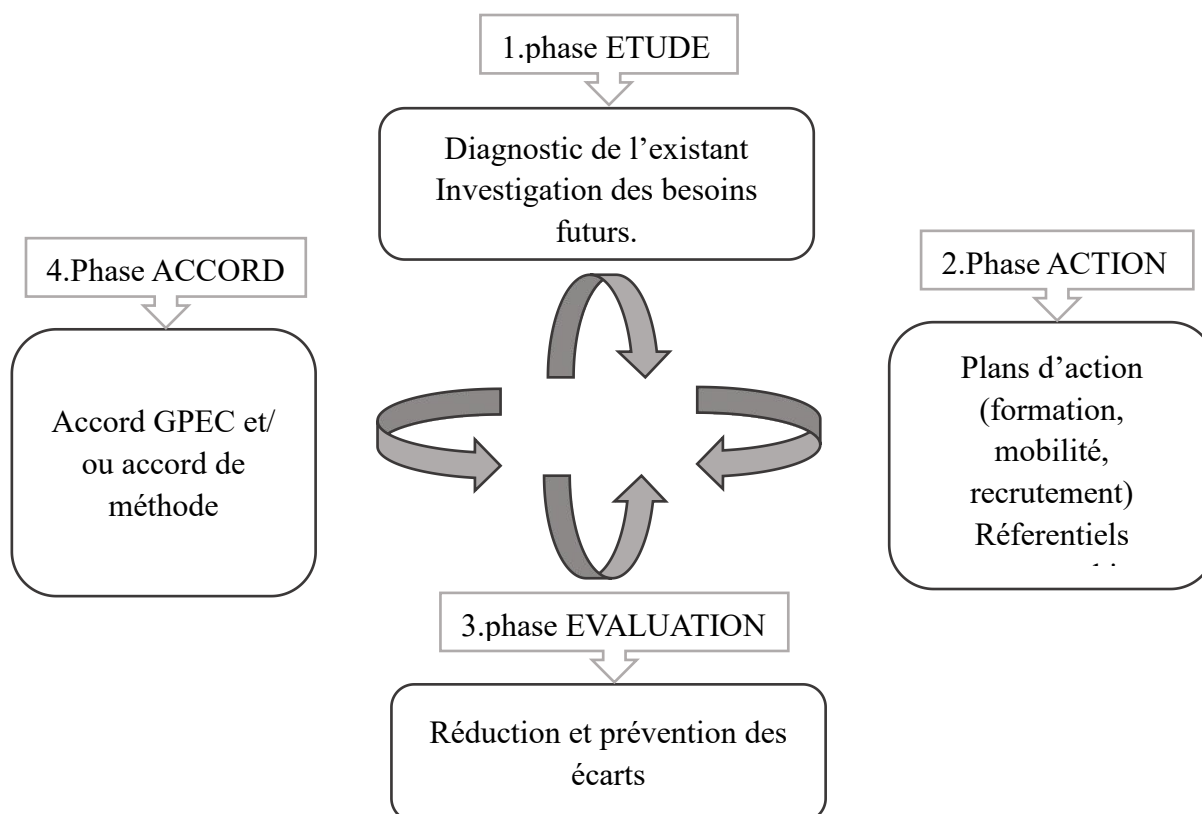 1.phase ETUDE
Diagnostic de l’existant
Investigation des besoins
futurs.
4.Phase ACCORD
Accord GPEC et/
ou accord de
méthode
2.Phase ACTION
Plans d’action
(formation,
mobilité,
recrutement)
Réferentiels
3.phase EVALUATION
Réduction et prévention des
écarts